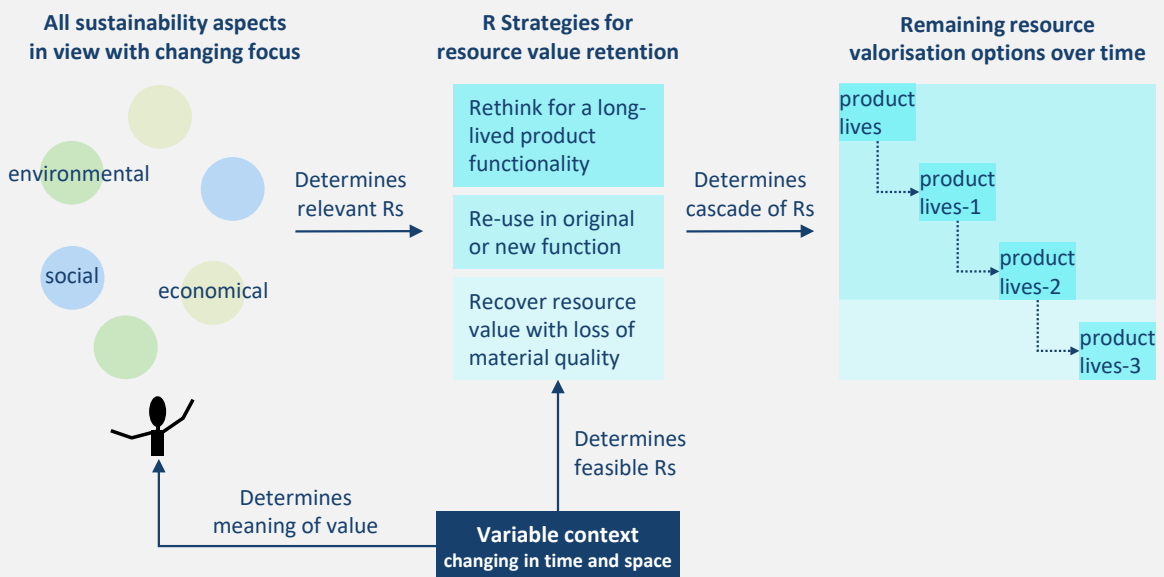 All sustainability aspects
in view with changing focus
environmental
social
economical
Determines
relevant Rs
R Strategies for
resource value retention
Rethink for a long-
lived product
functionality
Re-use in original
or new function
Recover resource
value with loss of
material quality
Determines
cascade of Rs
Remaining resource
valorisation options over time
product
lives
product
lives-1
product
lives-2
product
lives-3
Determines
feasible Rs
Determines
meaning of value
Variable context
changing in time and space